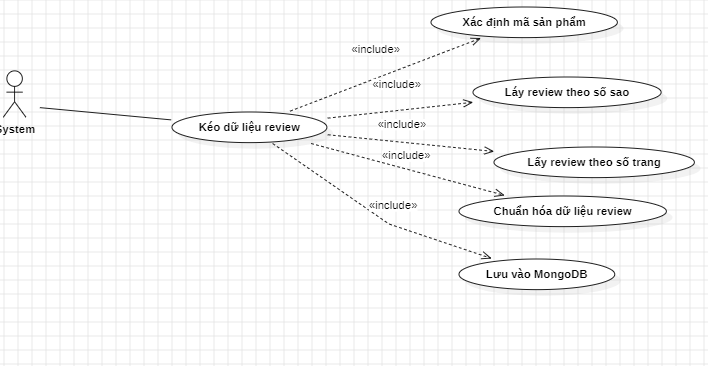 Xác định mã sản phẩm
«include»
«include»
Láy review theo số sao
«include»
System
Kéo dữ liệu review
«include»
Lấy review theo số trang
«include»
Chuẩn hóa dữ liệu review
Lưu vào MongoDB